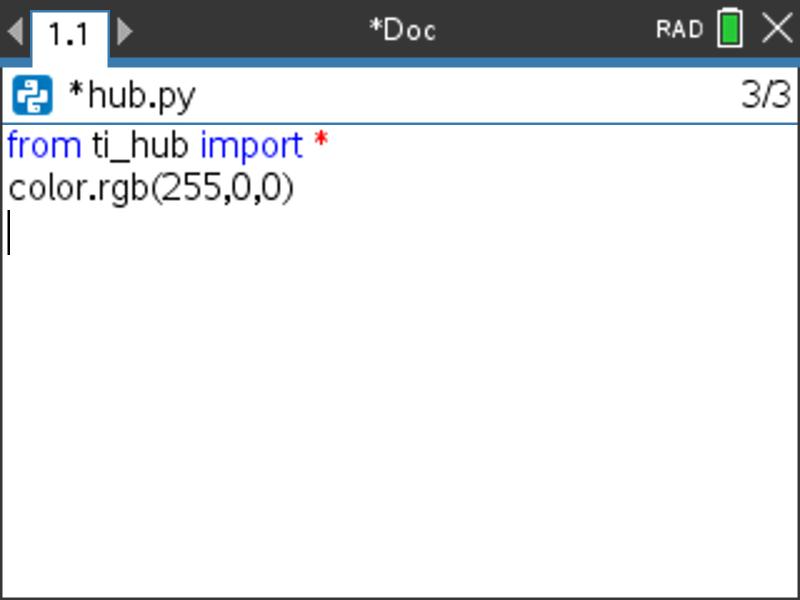 1.1
*Doc
RAD
*hub.py
3/3
from ti_hub import *
color.rgb(255,0,0)